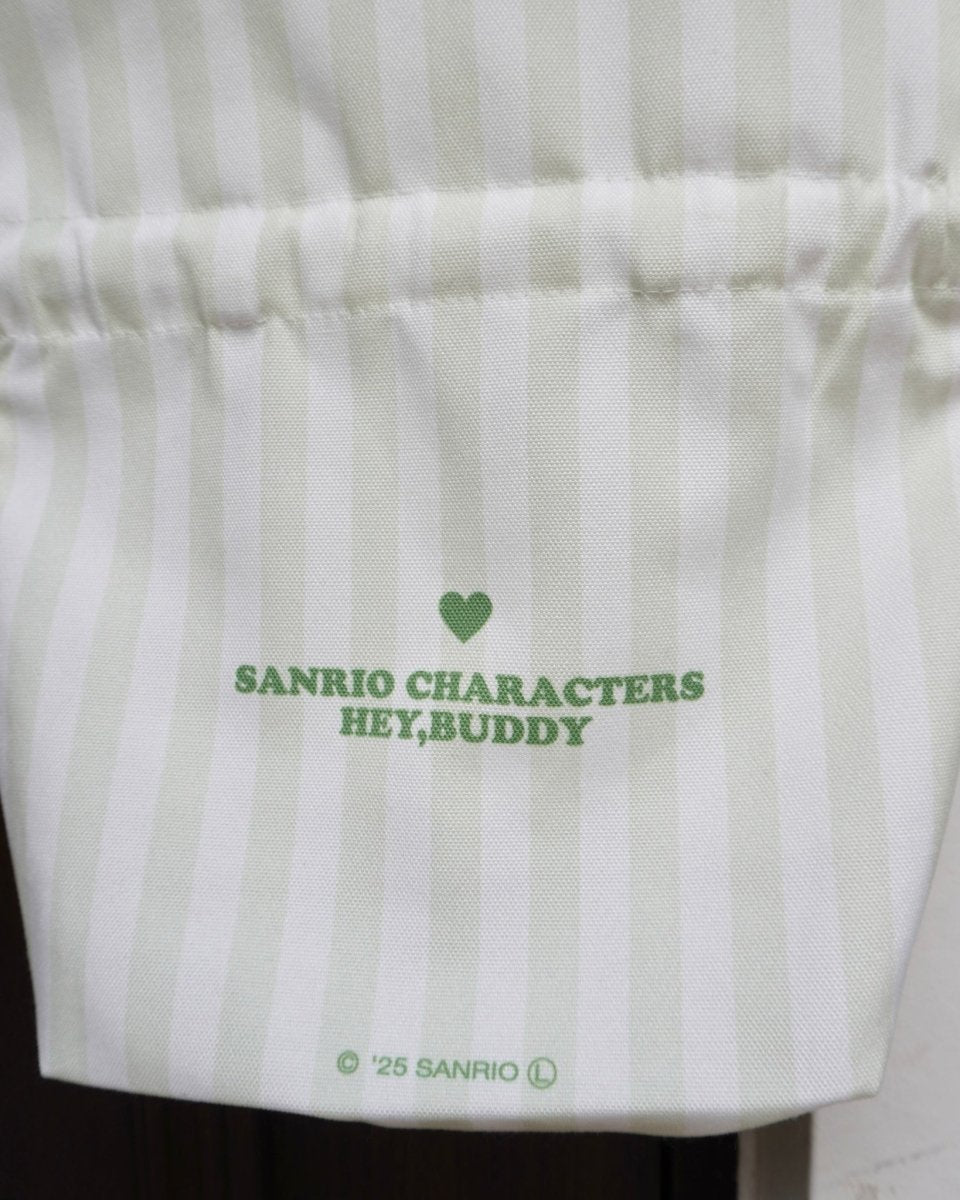 SANRIO CHARACTERS
HEY,BUDDY
© '25 SANRIO Ⓛ